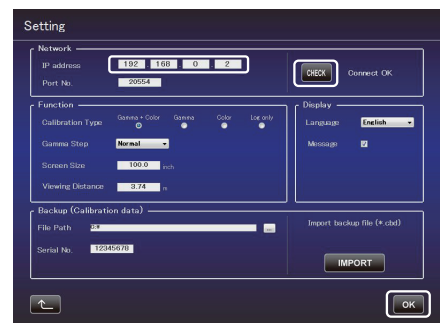 Setting
Network
IP address 192 168 0 2
Port No. 20554
CHECK Connect OK
Function
Calibration Type Gamma + Color Gamma Color Log only
Gamma Step Normal
Screen Size 100.0 inch
Viewing Distance 3.74 m
Display
Language English
Message
Backup (Calibration data)
File Path
Serial No. 12345678
Import backup file (*.cbd)
IMPORT
OK